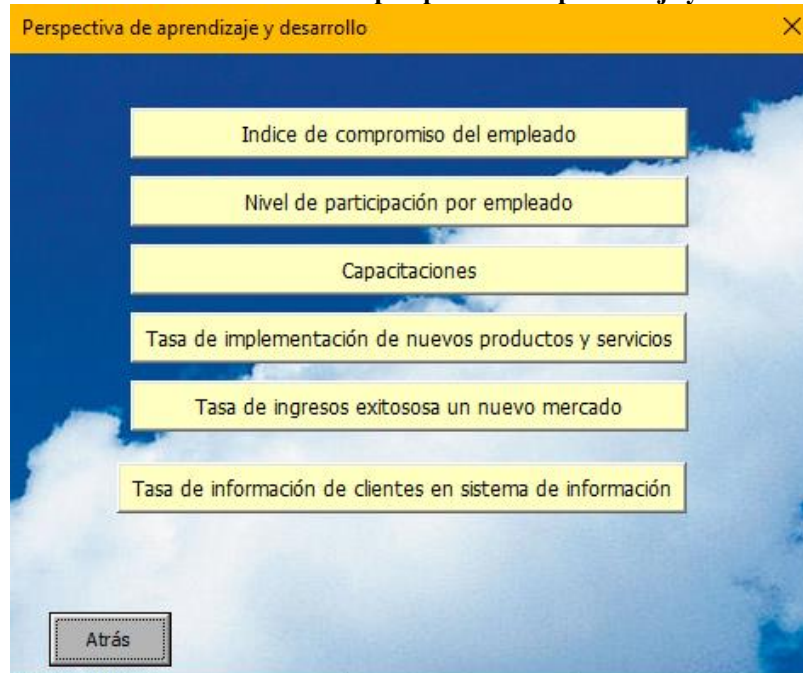 Perspectiva de aprendizaje y desarrollo
Indice de compromiso del empleado
Nivel de participación por empleado
Capacitaciones
Tasa de implementación de nuevos productos y servicios
Tasa de ingresos exitososa un nuevo mercado
Tasa de información de clientes en sistema de información
Atrás